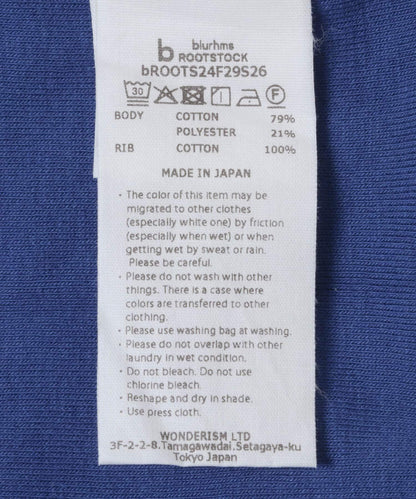 b blurhms
ROOTSTOCK
bROOTS24F29S26
30 F
BODY COTTON 79%
POLYESTER 21%
RIB COTTON 100%
MADE IN JAPAN
・The color of this item may be
migrated to other clothes
(especially white one) by friction
(especially when wet) or when
getting wet by sweat or rain.
Please be careful.
・Please do not wash with other
things. There is a case where
colors are transferred to other
clothing.
・Please use washing bag at washing.
・Please do not overlap with other
laundry in wet condition.
・Do not bleach. Do not use
chlorine bleach.
・Reshape and dry in shade.
・Use press cloth.
WONDERISM LTD
3F-2-2-8.Tamagawadai.Setagaya-ku
Tokyo Japan